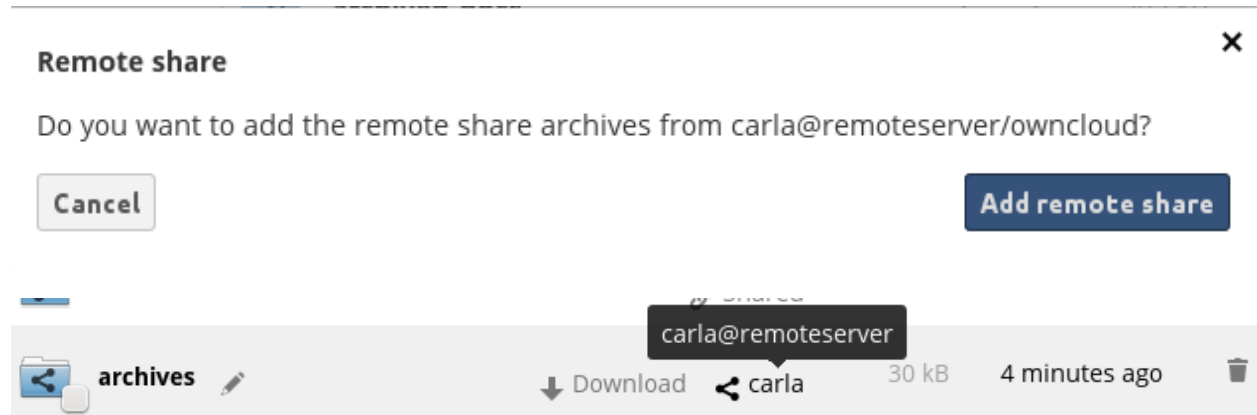 Remote share
Do you want to add the remote share archives from carla@remoteserver/owncloud?
Cancel
Add remote share
carla@remoteserver
archives
Download
carla
30 kB
4 minutes ago